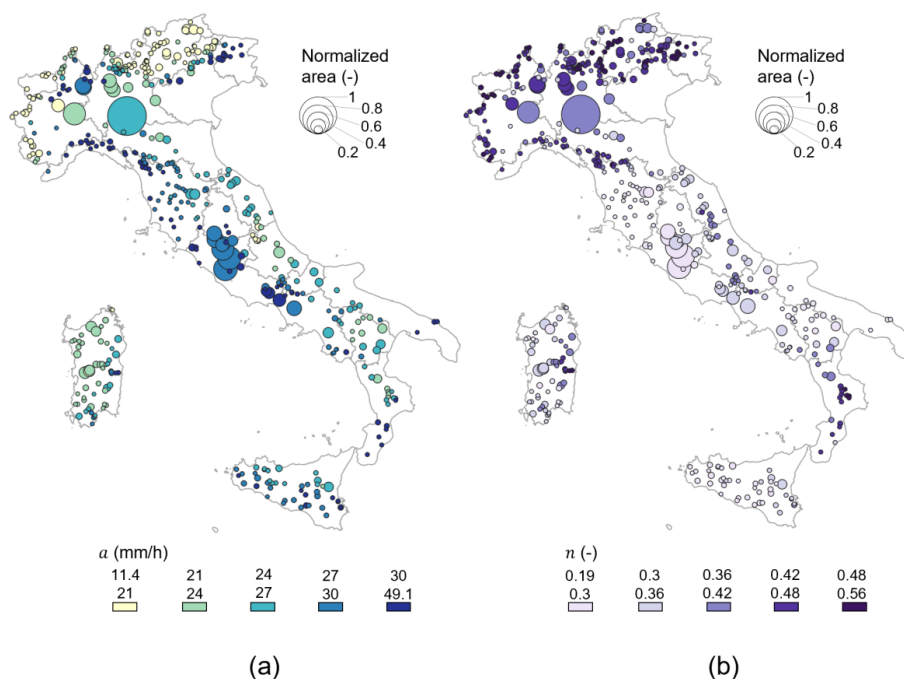 Normalized
area (-)
1
0.8
0.6
0.4
0.2
Normalized
area (-)
1
0.8
0.6
0.4
0.2
a (mm/h)
11.4 21 24 27 30
21 24 27 30 49.1
n (-)
0.19 0.3 0.36 0.42 0.48
0.3 0.36 0.42 0.48 0.56
(a)
(b)